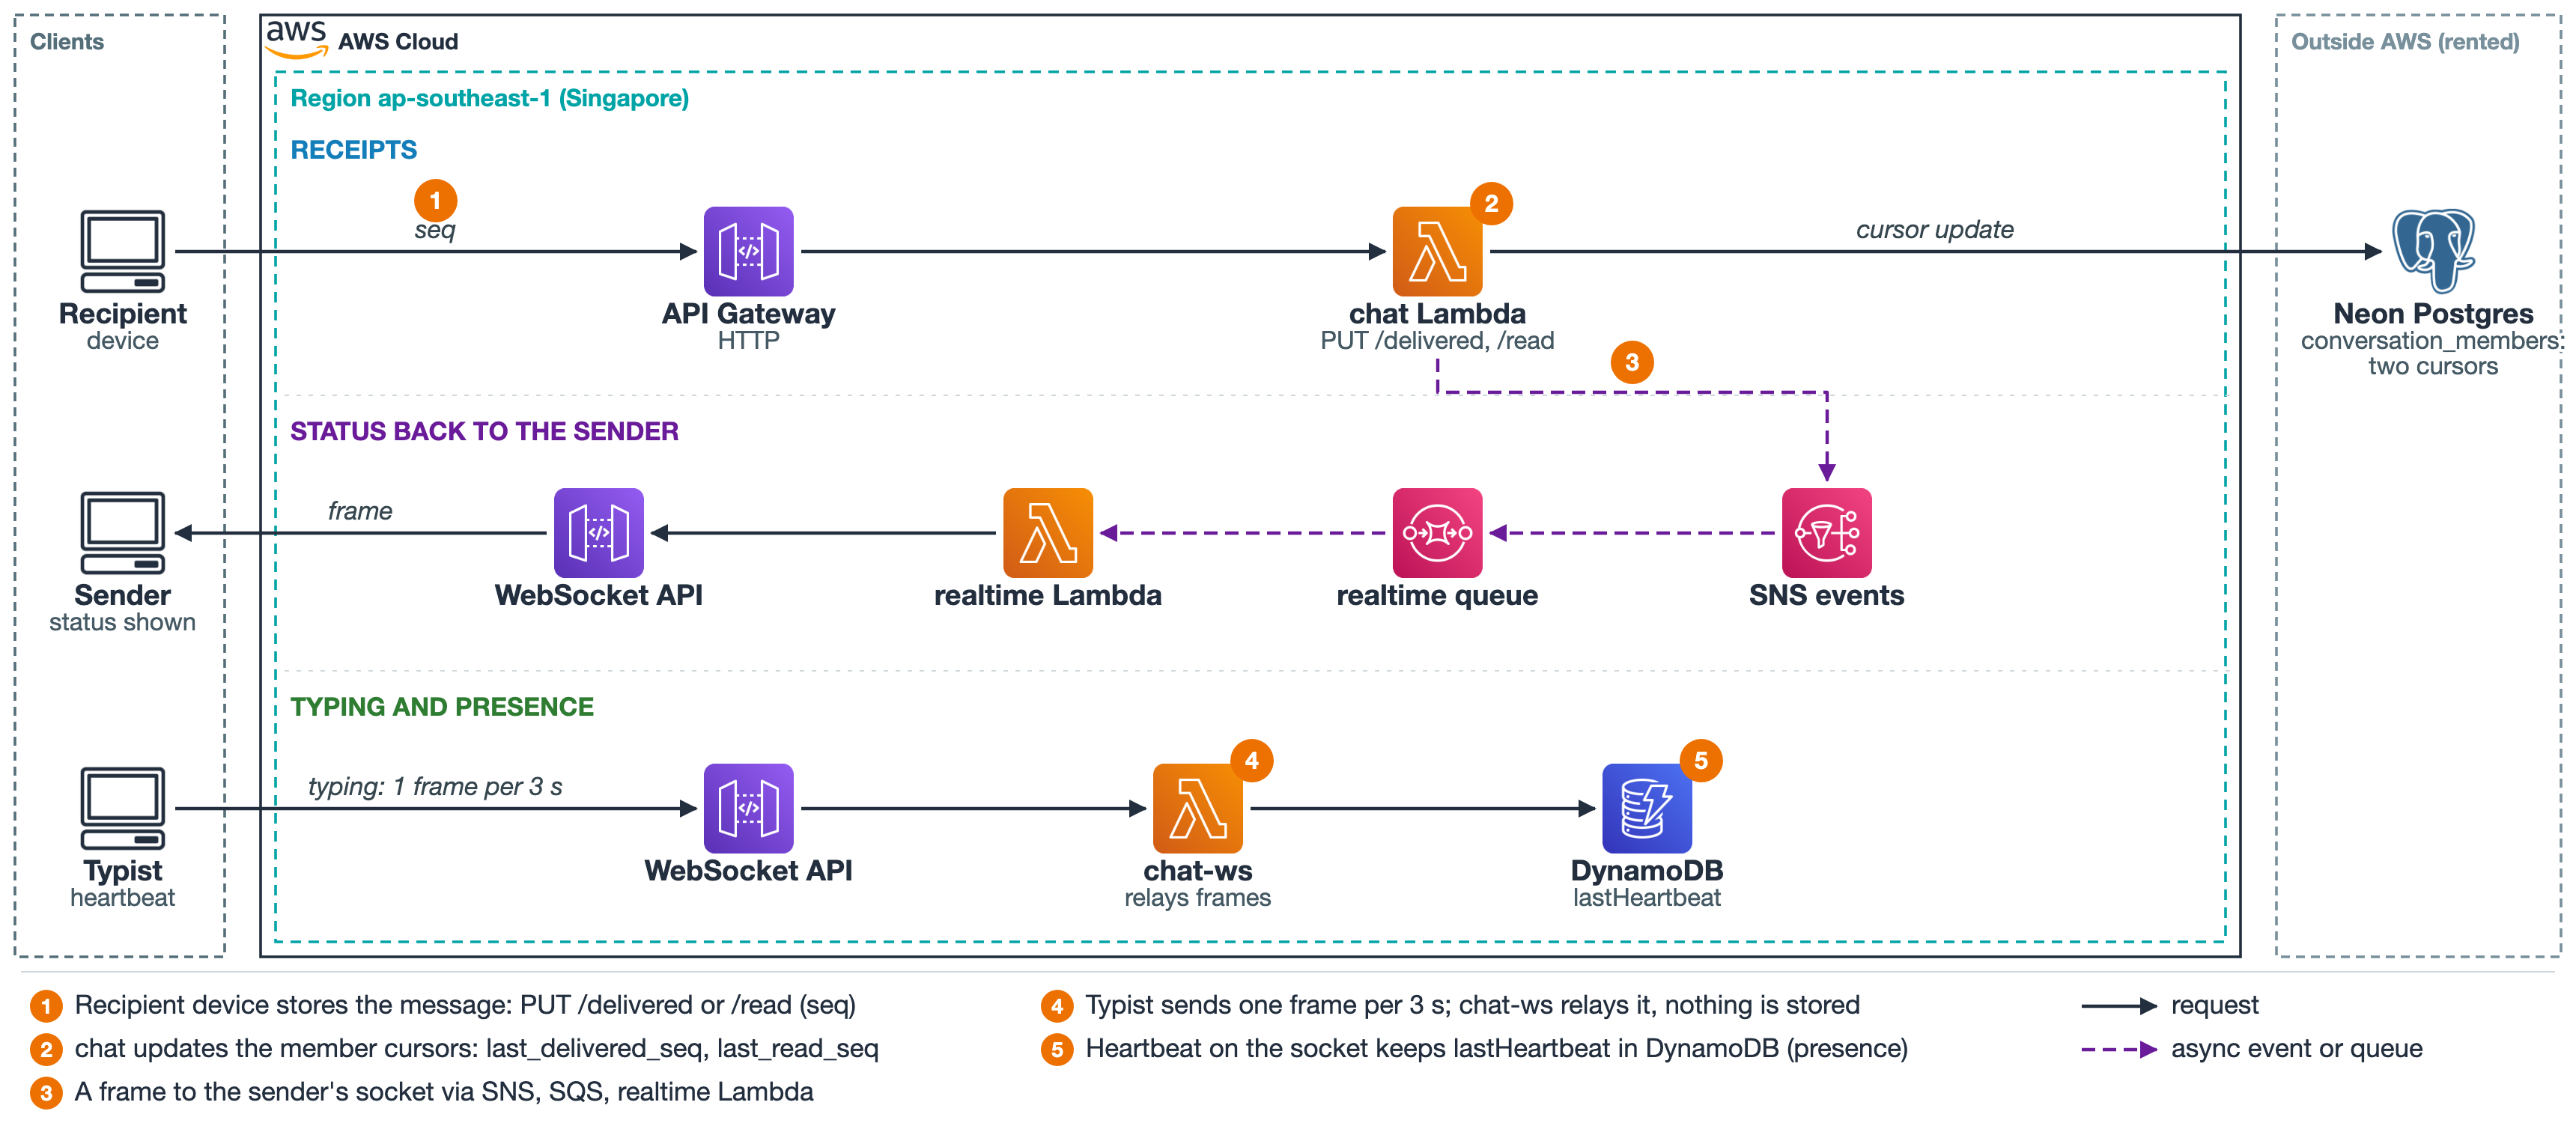 Clients
aws
AWS Cloud
Outside AWS (rented)
Region ap-southeast-1 (Singapore)
RECEIPTS
1
seq
2
cursor update
Recipient
device
API Gateway
HTTP
chat Lambda
PUT /delivered, /read
Neon Postgres
conversation_members:
two cursors
3
STATUS BACK TO THE SENDER
frame
Sender
status shown
WebSocket API
realtime Lambda
realtime queue
SNS events
TYPING AND PRESENCE
typing: 1 frame per 3 s
4
5
Typist
heartbeat
WebSocket API
chat-ws
relays frames
DynamoDB
lastHeartbeat
1 Recipient device stores the message: PUT /delivered or /read (seq)
2 chat updates the member cursors: last_delivered_seq, last_read_seq
3 A frame to the sender's socket via SNS, SQS, realtime Lambda
4 Typist sends one frame per 3 s; chat-ws relays it, nothing is stored
5 Heartbeat on the socket keeps lastHeartbeat in DynamoDB (presence)
request
async event or queue